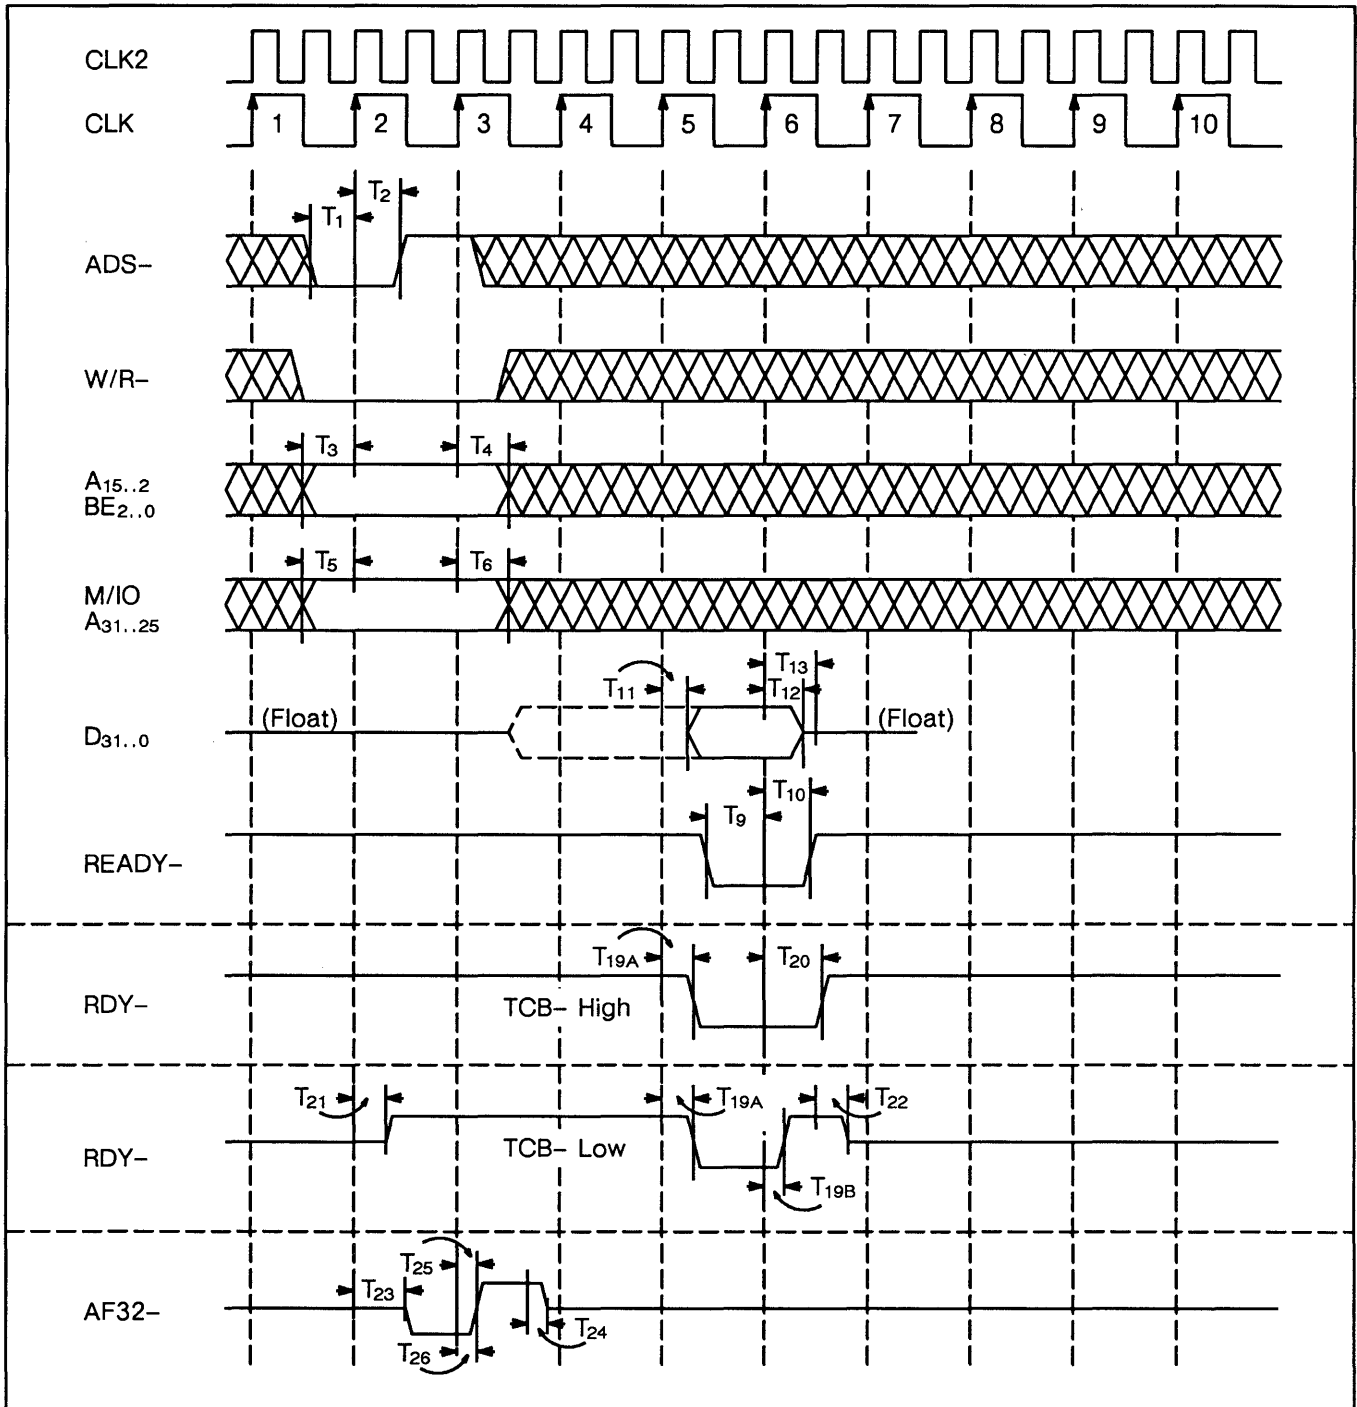 CLK2
CLK 1 2 3 4 5 6 7 8 9 10
T2
T1
ADS–
W/R–
T3 T4
A15..2
BE2..0
T5 T6
M/IO
A31..25
T13
T11 T12
(Float) (Float)
D31..0
T10
T9
READY–
T19A T20
RDY– TCB– High
T21 T19A T22
RDY– TCB– Low
T19B
T25
T23
AF32–
T24
T26